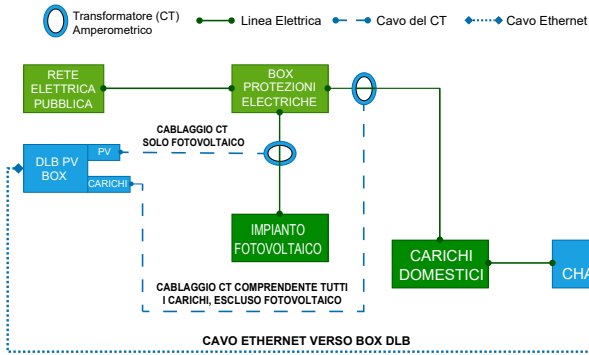 Transformatore (CT)
Amperometrico
Linea Elettrica
Cavo del CT
Cavo Ethernet
RETE
ELETTRICA
PUBBLICA
BOX
PROTEZIONI
ELECTRICHE
CABLAGGIO CT
SOLO FOTOVOLTAICO
DLB PV
BOX
PV
CARICHI
IMPIANTO
FOTOVOLTAICO
CARICHI
DOMESTICI
CABLAGGIO CT COMPRENDE TUTTI
I CARICHI, ESCLUSO FOTOVOLTAICO
CAVO ETHERNET VERSO BOX DLB